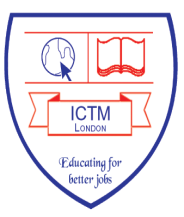 ICTM
LONDON
Educating for
better jobs